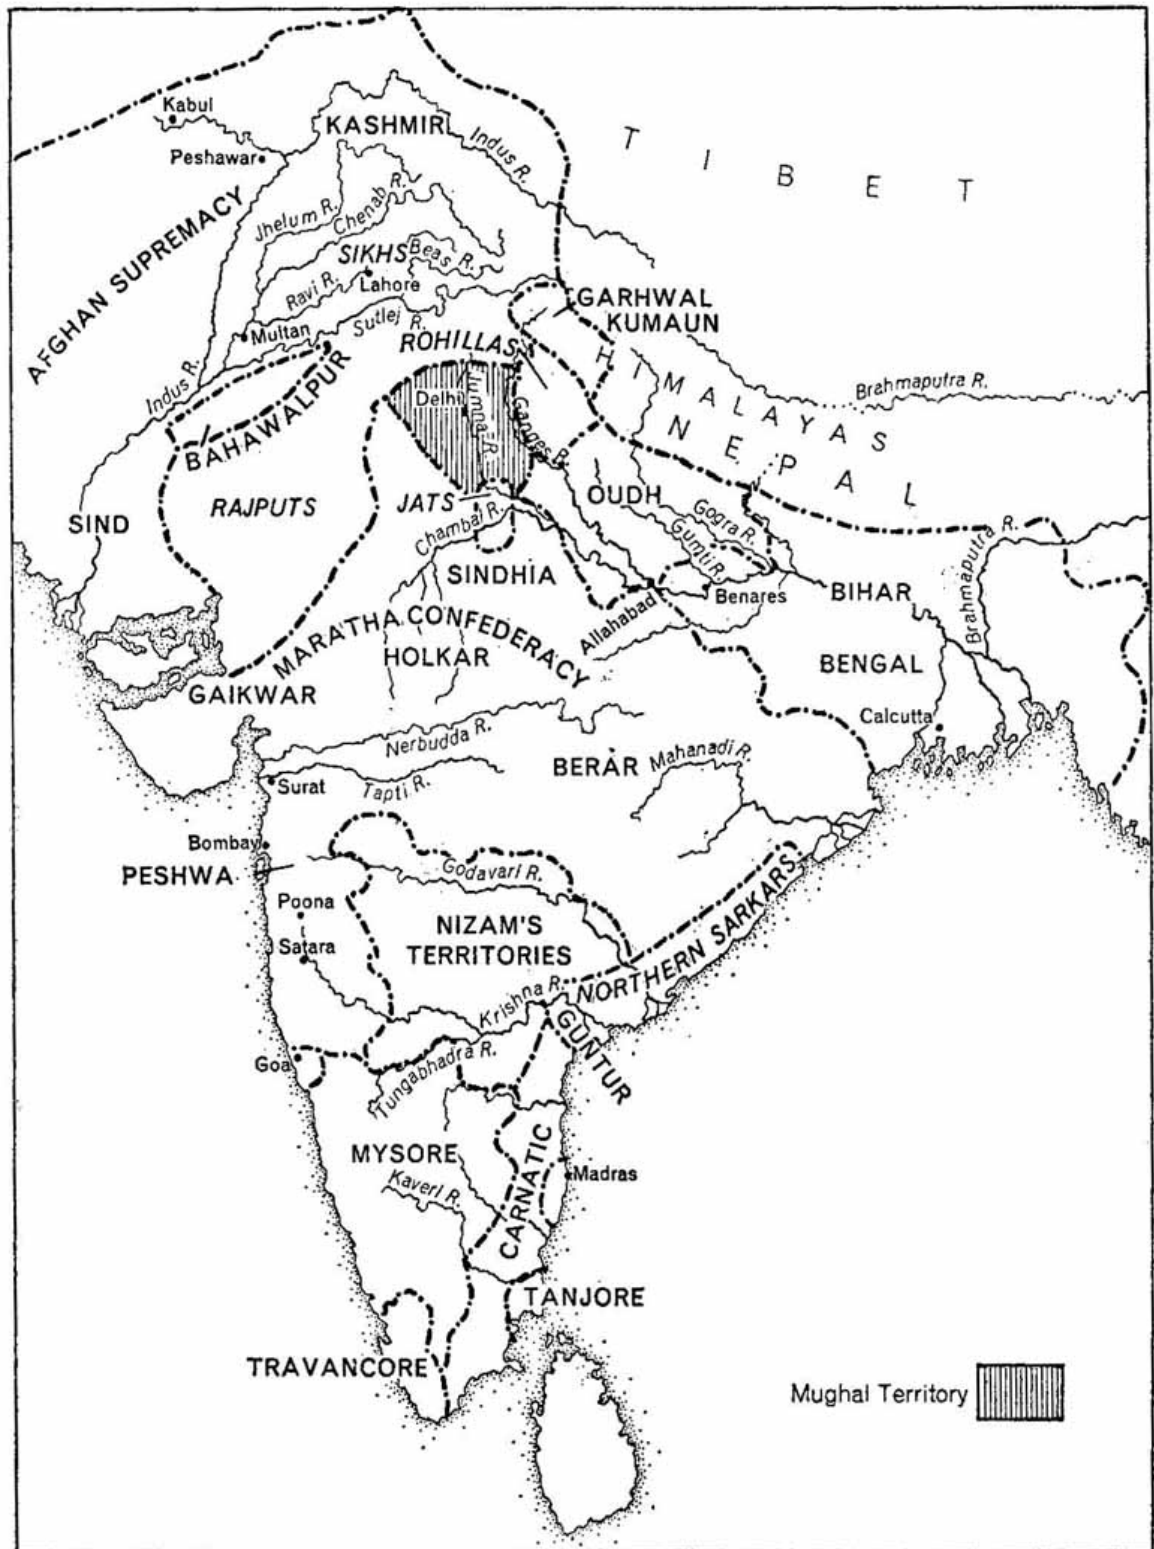 Kabul
Peshawar
KASHMIR
Indus R.
TIBET
AFGHAN SUPREMACY
Jhelum R.
Chenab R.
SIKHS
Beas R.
Ravi R.
Lahore
Multan
Sutlej R.
GARHWAL
KUMAUN
ROHILLAS
Indus R.
BAHAWALPUR
Delhi
Jumna R.
Ganges R.
HIMALAYAS
NEPAL
Brahmaputra R.
SIND
RAJPUTS
JATS
Chambal R.
OUDH
Gogra R.
Gumti R.
Brahmaputra R.
SINDHIA
Allahabad
Benares
BIHAR
MARATHA CONFEDERACY
HOLKAR
BENGAL
GAIKWAR
Calcutta
Nerbudda R.
BERAR
Mahanadi R.
Surat
Tapti R.
Bombay
PESHWA
Godavari R.
Poona
Satara
NIZAM'S
TERRITORIES
NORTHERN SARKARS
Krishna R.
GUNTUR
Goa
Tungabhadra R.
MYSORE
CARNATIC
Madras
Kaveri R.
TANJORE
TRAVANCORE
Mughal Territory